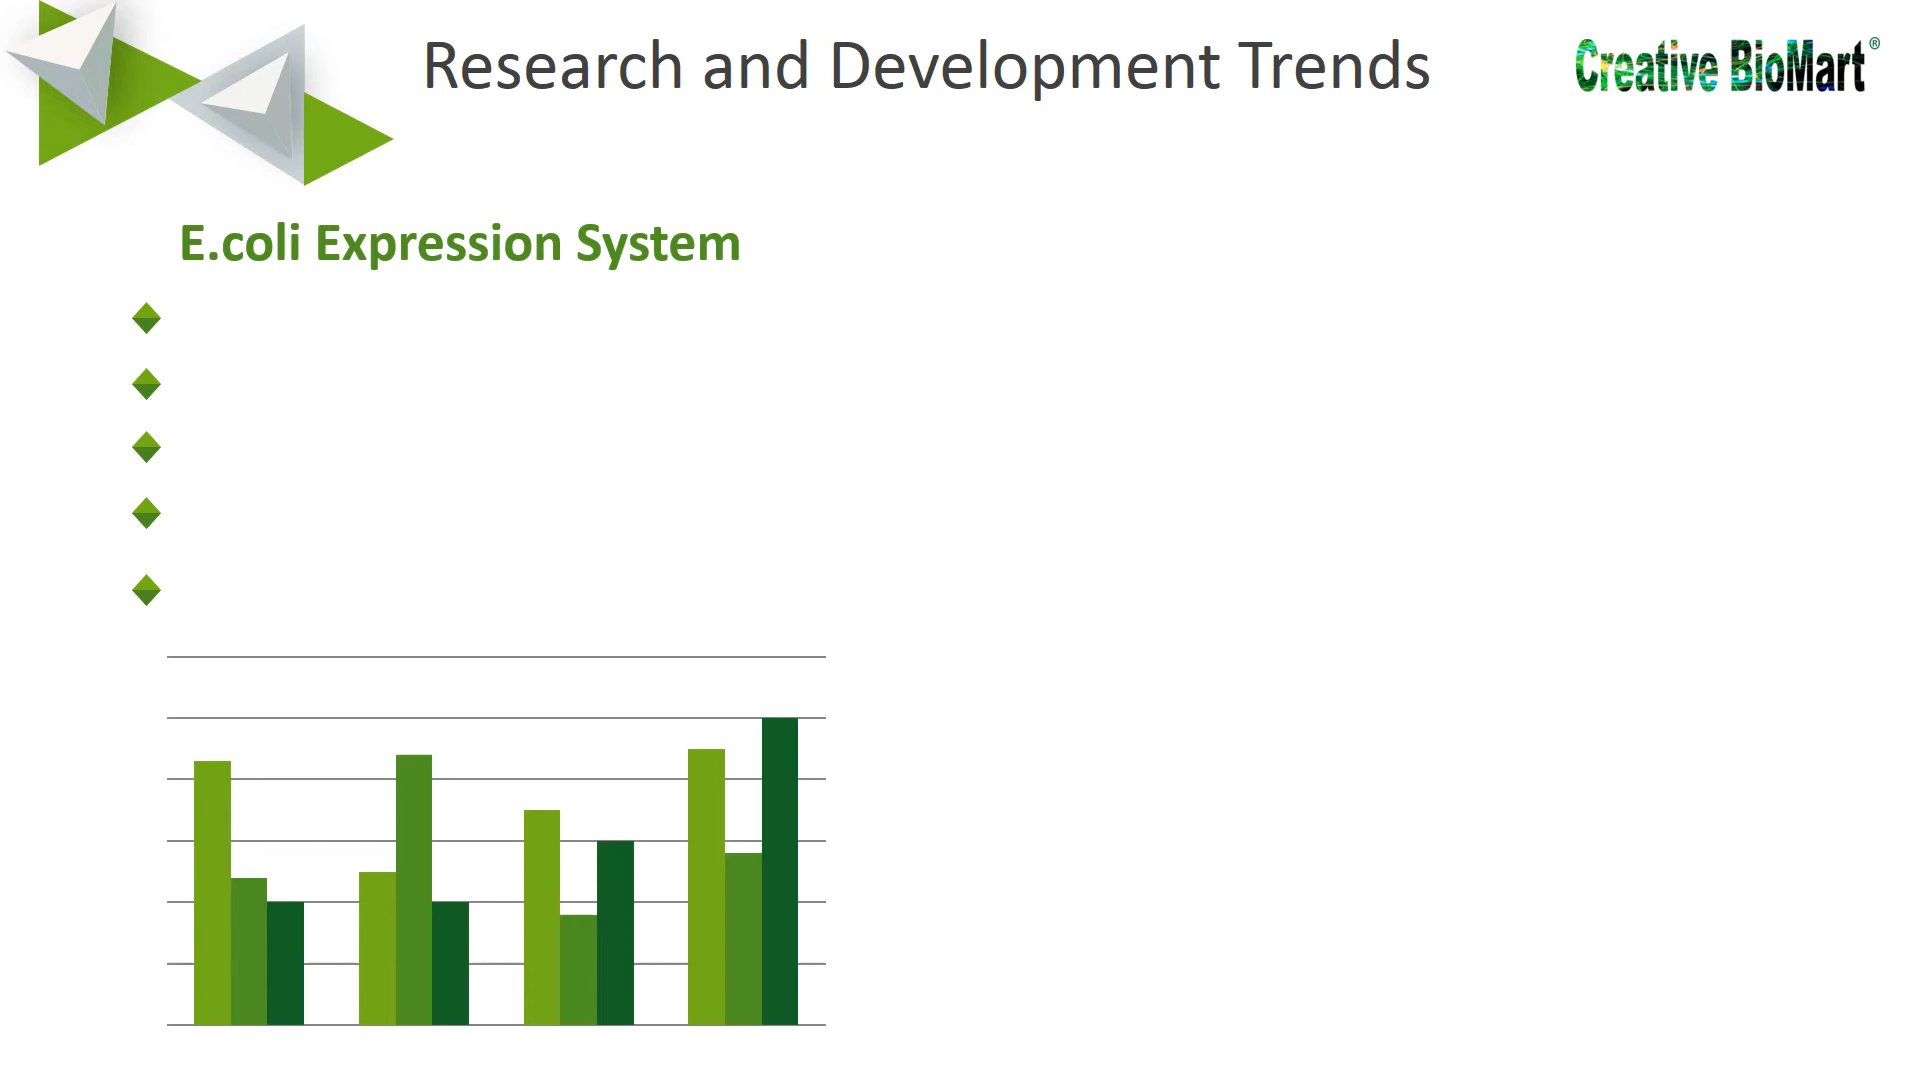 Research and Development Trends
Creative BioMart®
E.coli Expression System